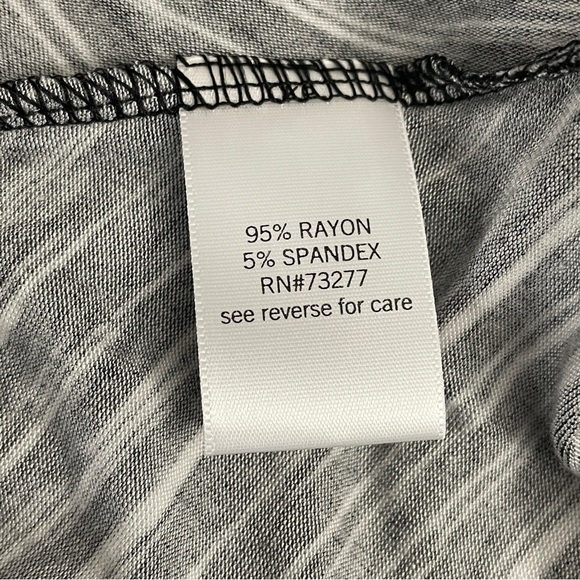 95% RAYON
5% SPANDEX
RN#73277
see reverse for care